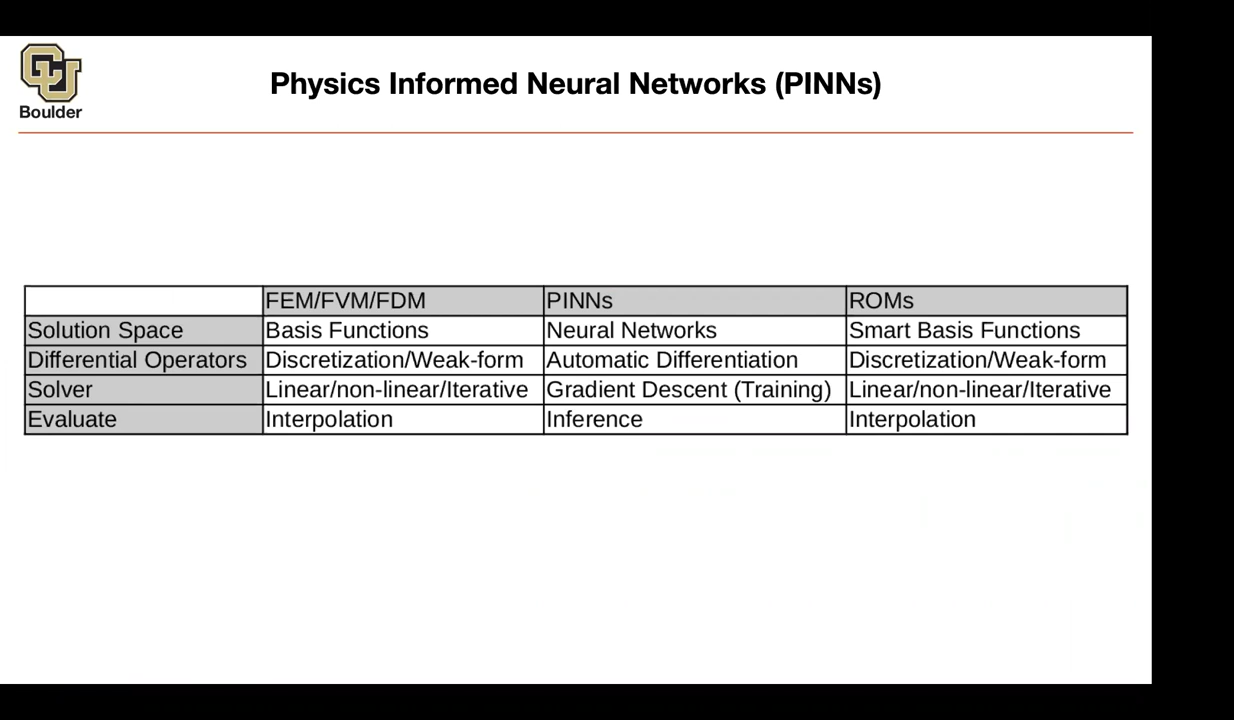 CU
Boulder
Physics Informed Neural Networks (PINNs)
FEM/FVM/FDM PINNs ROMs
Solution Space Basis Functions Neural Networks Smart Basis Functions
Differential Operators Discretization/Weak-form Automatic Differentiation Discretization/Weak-form
Solver Linear/non-linear/Iterative Gradient Descent (Training) Linear/non-linear/Iterative
Evaluate Interpolation Inference Interpolation